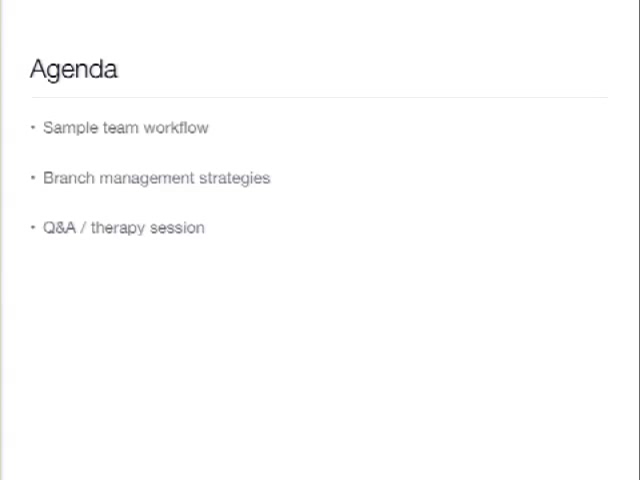 Agenda
• Sample team workflow
• Branch management strategies
• Q&A / therapy session